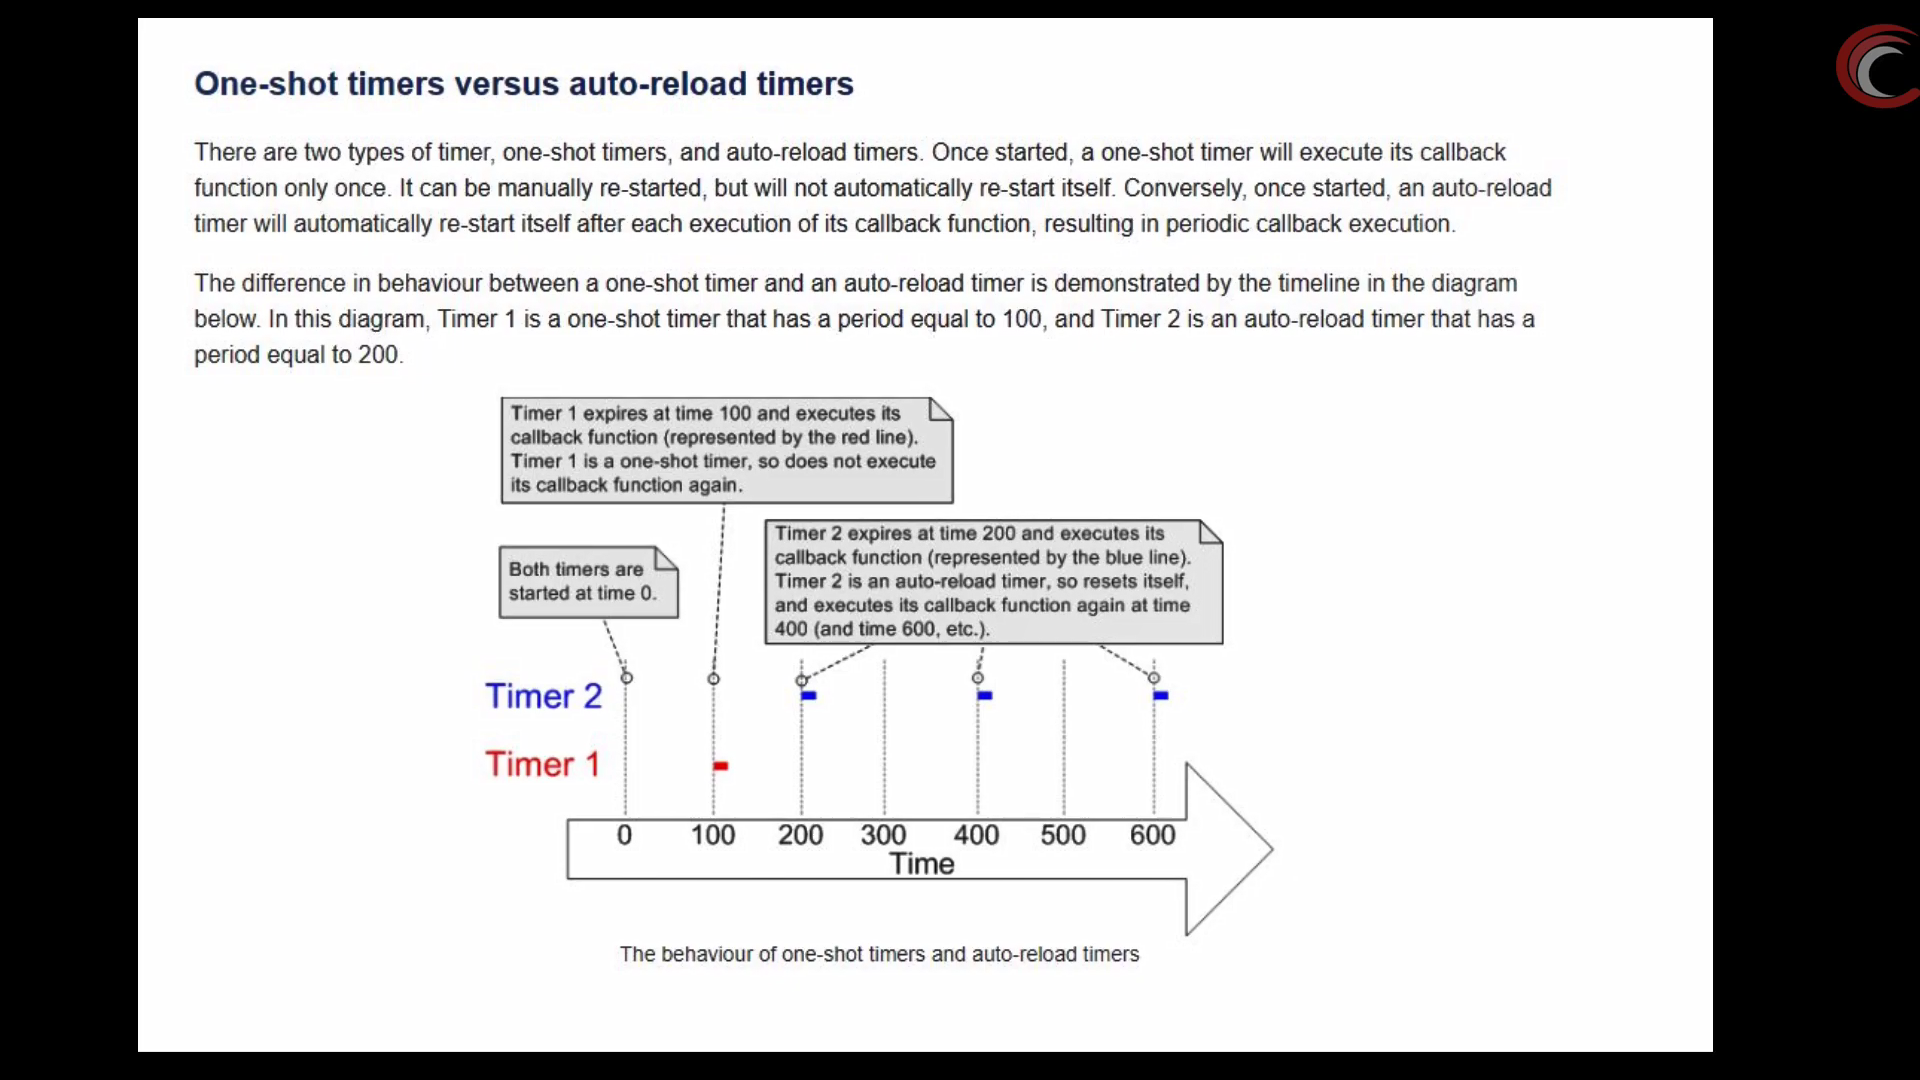 One-shot timers versus auto-reload timers
There are two types of timer, one-shot timers, and auto-reload timers. Once started, a one-shot timer will execute its callback
function only once. It can be manually re-started, but will not automatically re-start itself. Conversely, once started, an auto-reload
timer will automatically re-start itself after each execution of its callback function, resulting in periodic callback execution.
The difference in behaviour between a one-shot timer and an auto-reload timer is demonstrated by the timeline in the diagram
below. In this diagram, Timer 1 is a one-shot timer that has a period equal to 100, and Timer 2 is an auto-reload timer that has a
period equal to 200.
Timer 1 expires at time 100 and executes its
callback function (represented by the red line).
Timer 1 is a one-shot timer, so does not execute
its callback function again.
Both timers are
started at time 0.
Timer 2 expires at time 200 and executes its
callback function (represented by the blue line).
Timer 2 is an auto-reload timer, so resets itself,
and executes its callback function again at time
400 (and time 600, etc.).
Timer 2
Timer 1
0 100 200 300 400 500 600
Time
The behaviour of one-shot timers and auto-reload timers